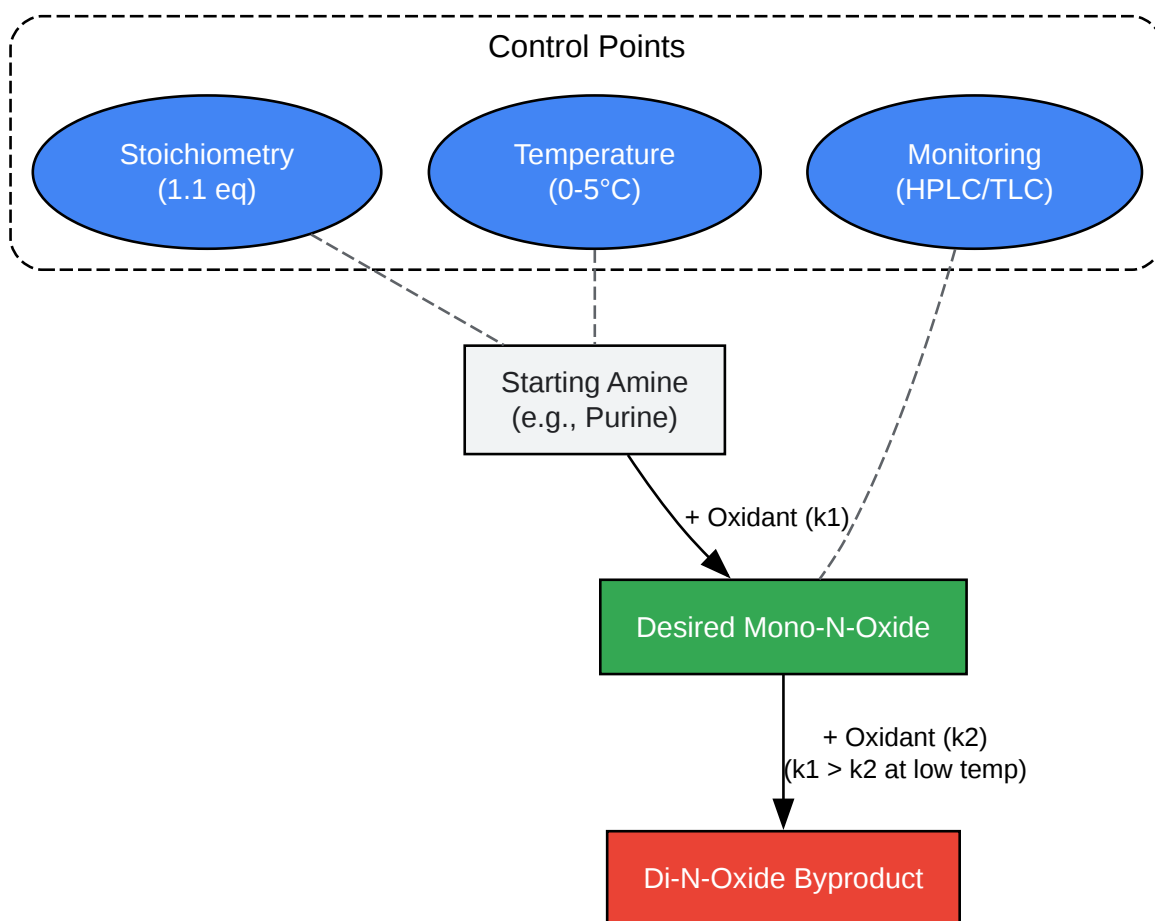 Control Points
Stoichiometry
(1.1 eq)
Temperature
(0-5°C)
Monitoring
(HPLC/TLC)
Starting Amine
(e.g., Purine)
+ Oxidant (k1)
Desired Mono-N-Oxide
+ Oxidant (k2)
(k1 > k2 at low temp)
Di-N-Oxide Byproduct